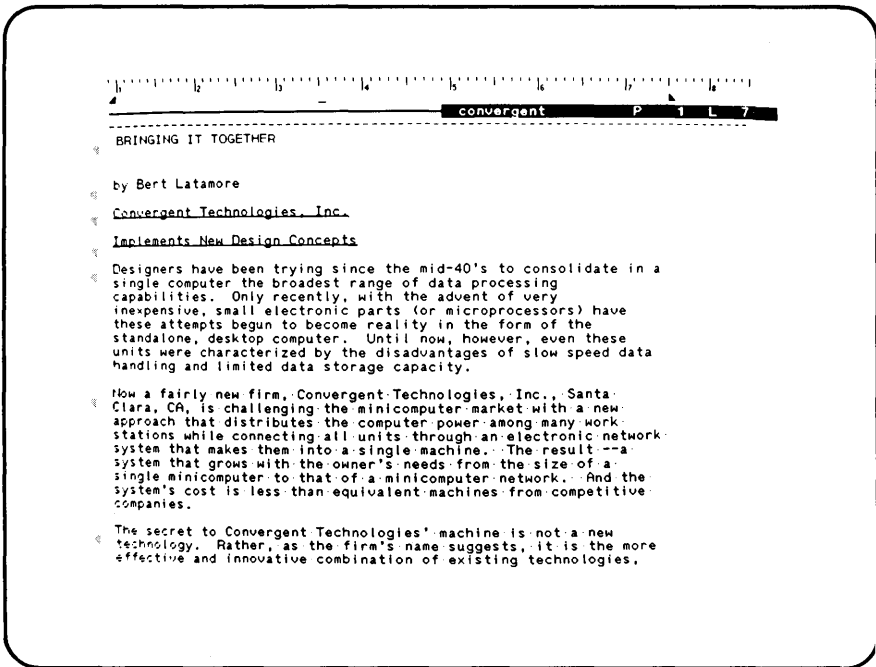 1 2 3 4 5 6 7 8
convergent P 1 L 7
BRINGING IT TOGETHER
by Bert Latamore
Convergent Technologies, Inc.
Implements New Design Concepts
Designers have been trying since the mid-40's to consolidate in a
single computer the broadest range of data processing
capabilities.  Only recently, with the advent of very
inexpensive, small electronic parts (or microprocessors) have
these attempts begun to become reality in the form of the
standalone, desktop computer.  Until now, however, even these
units were characterized by the disadvantages of slow speed data
handling and limited data storage capacity.
Now a fairly new firm,·Convergent·Technologies,·Inc.,·Santa·
Clara,·CA,·is·challenging·the·minicomputer·market·with·a·new·
approach·that·distributes·the·computer·power·among·many·work·
stations·while·connecting·all·units·through·an·electronic·network·
system·that·makes·them·into·a·single·machine.··The·result·--a·
system·that·grows·with·the·owner's·needs·from·the·size·of·a·
single·minicomputer·to·that·of·a·minicomputer·network.··And·the·
system's·cost·is·less·than·equivalent·machines·from·competitive·
companies.
The·secret·to·Convergent·Technologies'·machine·is·not·a·new·
technology.··Rather,·as·the·firm's·name·suggests,·it·is·the·more
effective·and·innovative·combination·of·existing·technologies,